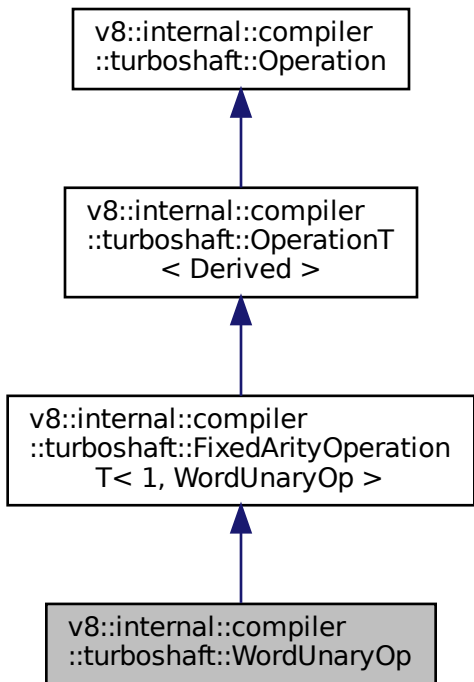 v8::internal::compiler
::turboshaft::Operation
v8::internal::compiler
::turboshaft::OperationT
< Derived >
v8::internal::compiler
::turboshaft::FixedArityOperation
T< 1, WordUnaryOp >
v8::internal::compiler
::turboshaft::WordUnaryOp